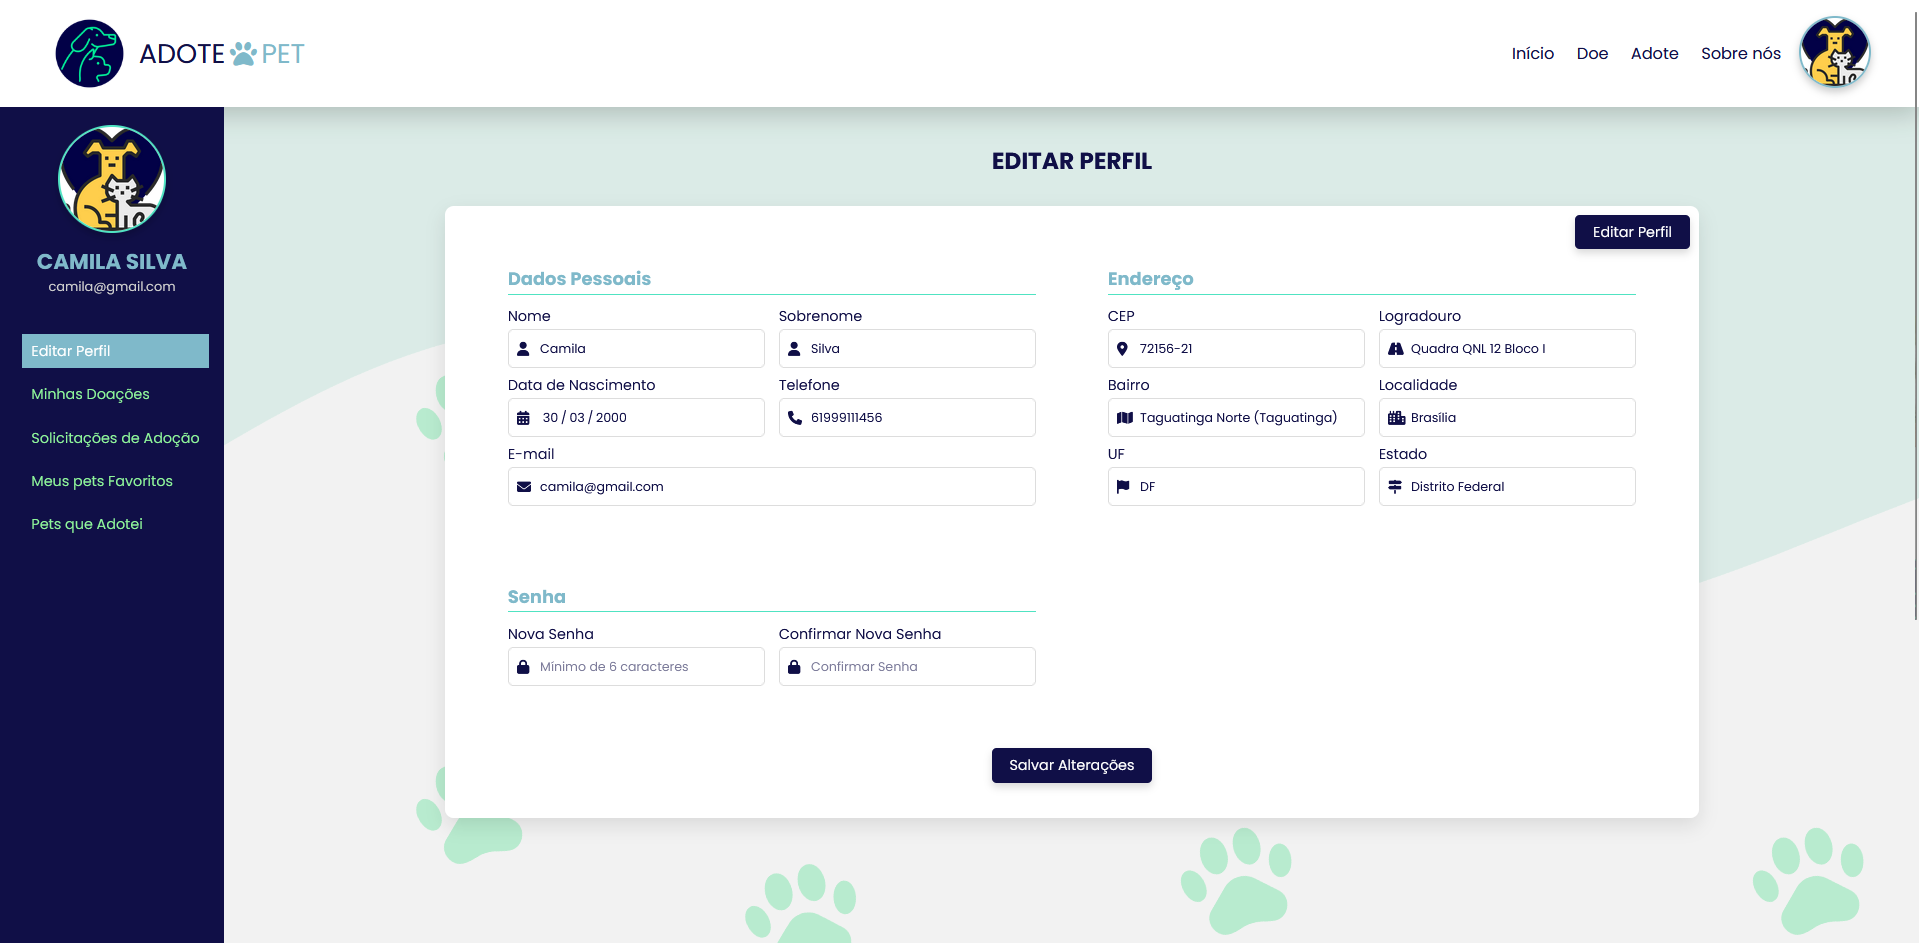 ADOTE PET
Início Doe Adote Sobre nós
CAMILA SILVA
camila@gmail.com
Editar Perfil
Minhas Doações
Solicitações de Adoção
Meus pets Favoritos
Pets que Adotei
EDITAR PERFIL
Editar Perfil
Dados Pessoais
Nome Sobrenome
Camila Silva
Data de Nascimento Telefone
30 / 03 / 2000 61999111456
E-mail
camila@gmail.com
Endereço
CEP Logradouro
72156-21 Quadra QNL 12 Bloco I
Bairro Localidade
Taguatinga Norte (Taguatinga) Brasília
UF Estado
DF Distrito Federal
Senha
Nova Senha Confirmar Nova Senha
Mínimo de 6 caracteres Confirmar Senha
Salvar Alterações